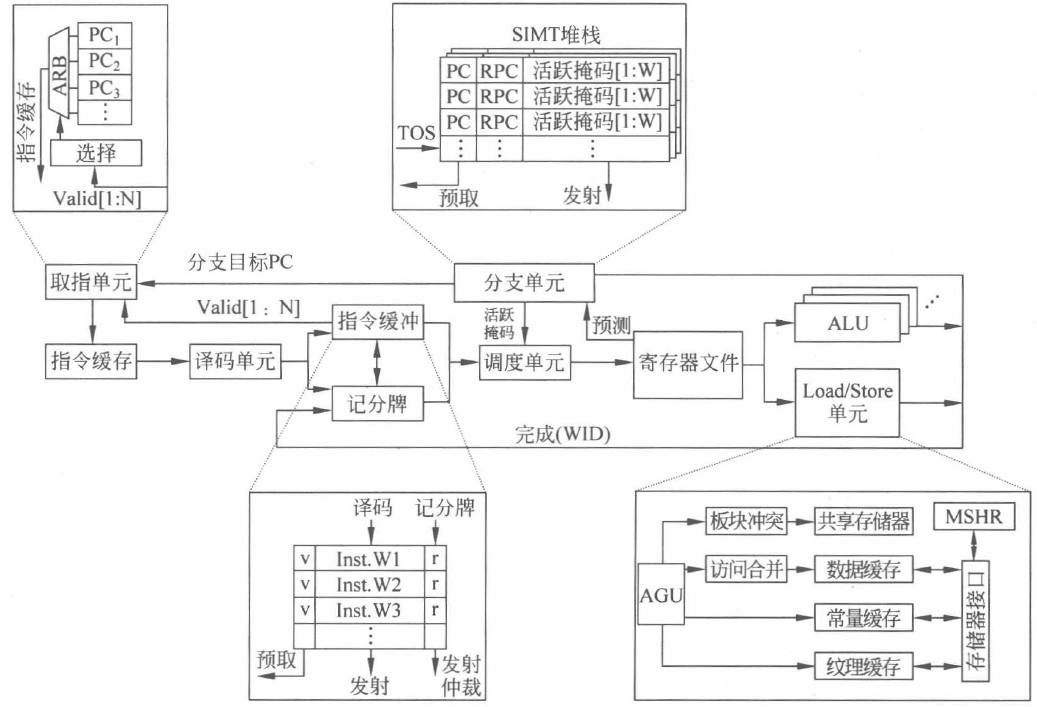 PC1
PC2
PC3
⋮
ARB
指令缓存
选择
Valid[1:N]
SIMT堆栈
PC RPC 活跃掩码[1:W]
PC RPC 活跃掩码[1:W]
PC RPC 活跃掩码[1:W]
⋮ ⋮ ⋮
TOS
预取
发射
分支目标PC
取指单元
分支单元
Valid[1：N]
指令缓冲
活跃
掩码
预测
ALU
⋰
指令缓存
译码单元
调度单元
寄存器文件
记分牌
Load/Store
单元
完成(WID)
译码 记分牌
v Inst.W1 r
v Inst.W2 r
v Inst.W3 r
⋮
预取
发射
发射
仲裁
AGU
板块冲突
共享存储器
MSHR
访问合并
数据缓存
常量缓存
纹理缓存
存储器接口